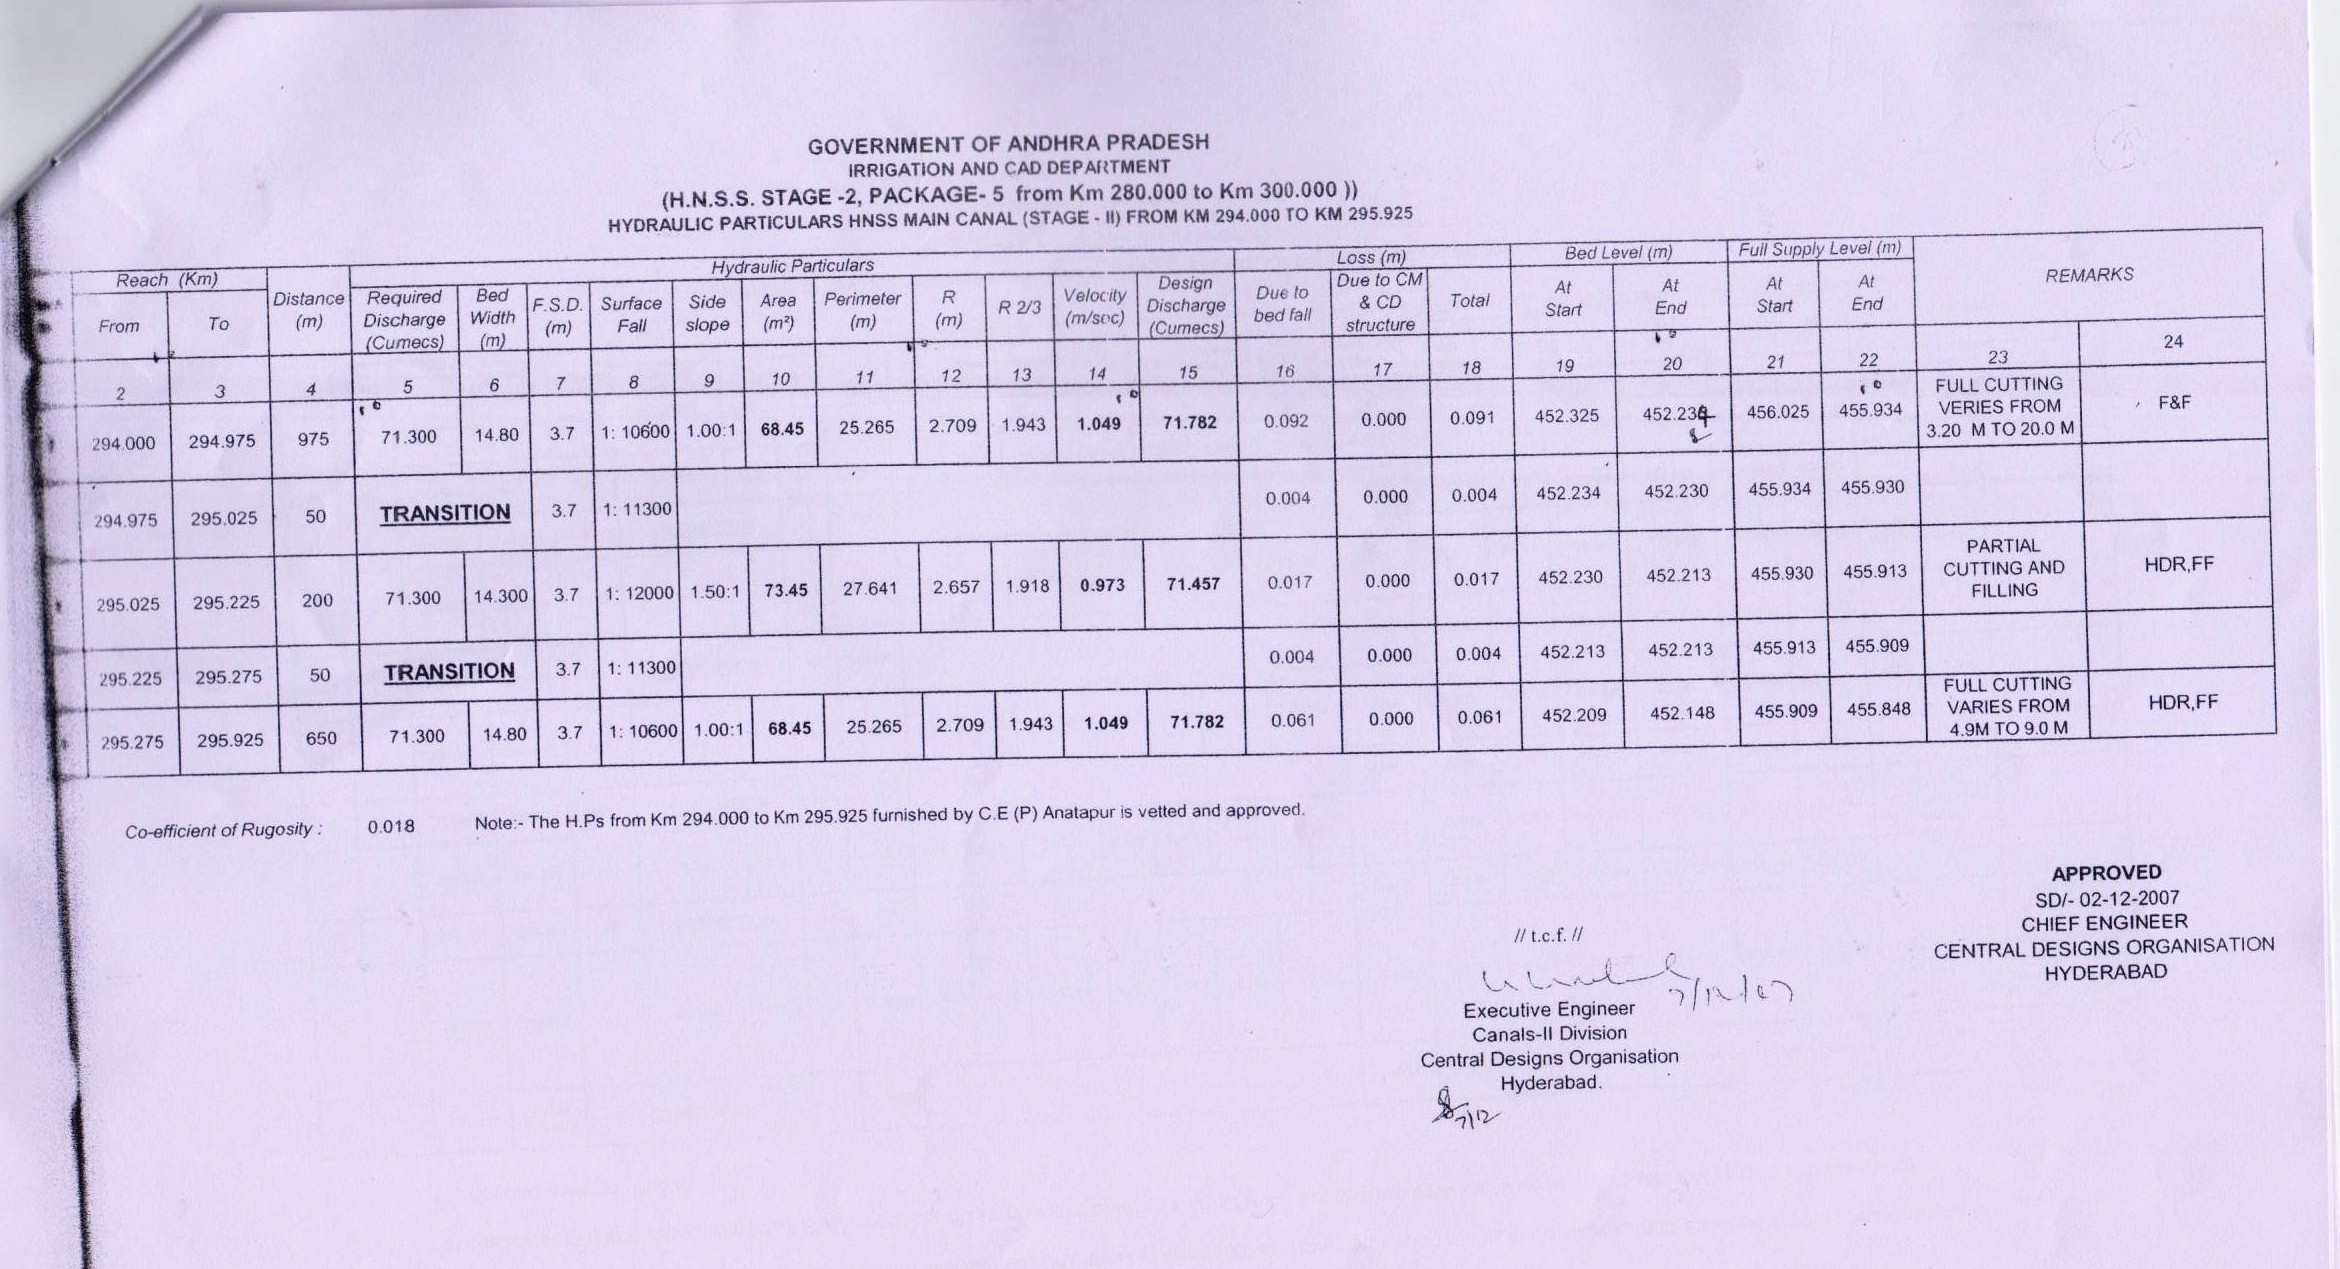 GOVERNMENT OF ANDHRA PRADESH
IRRIGATION AND CAD DEPARTMENT
(H.N.S.S. STAGE -2, PACKAGE- 5 from Km 280.000 to Km 300.000 ))
HYDRAULIC PARTICULARS HNSS MAIN CANAL (STAGE - II) FROM KM 294.000 TO KM 295.925
Reach (Km) Hydraulic Particulars Loss (m) Bed Level (m) Full Supply Level (m) REMARKS
From To Distance (m) Required Discharge (Cumecs) Bed Width (m) F.S.D. (m) Surface Fall Side slope Area (m²) Perimeter (m) R (m) R 2/3 Velocity (m/sec) Design Discharge (Cumecs) Due to bed fall Due to CM & CD structure Total At Start At End At Start At End
2 3 4 5 6 7 8 9 10 11 12 13 14 15 16 17 18 19 20 21 22 23 24
294.000 294.975 975 71.300 14.80 3.7 1: 10600 1.00:1 68.45 25.265 2.709 1.943 1.049 71.782 0.092 0.000 0.091 452.325 452.234 456.025 455.934 FULL CUTTING VERIES FROM 3.20 M TO 20.0 M F&F
294.975 295.025 50 TRANSITION 3.7 1: 11300 0.004 0.000 0.004 452.234 452.230 455.934 455.930
295.025 295.225 200 71.300 14.300 3.7 1: 12000 1.50:1 73.45 27.641 2.657 1.918 0.973 71.457 0.017 0.000 0.017 452.230 452.213 455.930 455.913 PARTIAL CUTTING AND FILLING HDR,FF
295.225 295.275 50 TRANSITION 3.7 1: 11300 0.004 0.000 0.004 452.213 452.213 455.913 455.909
295.275 295.925 650 71.300 14.80 3.7 1: 10600 1.00:1 68.45 25.265 2.709 1.943 1.049 71.782 0.061 0.000 0.061 452.209 452.148 455.909 455.848 FULL CUTTING VARIES FROM 4.9M TO 9.0 M HDR,FF
Co-efficient of Rugosity : 0.018 Note:- The H.Ps from Km 294.000 to Km 295.925 furnished by C.E (P) Anatapur is vetted and approved.
APPROVED
SD/- 02-12-2007
CHIEF ENGINEER
CENTRAL DESIGNS ORGANISATION
HYDERABAD
// t.c.f. //
7/12/07
Executive Engineer
Canals-II Division
Central Designs Organisation
Hyderabad.
7/12